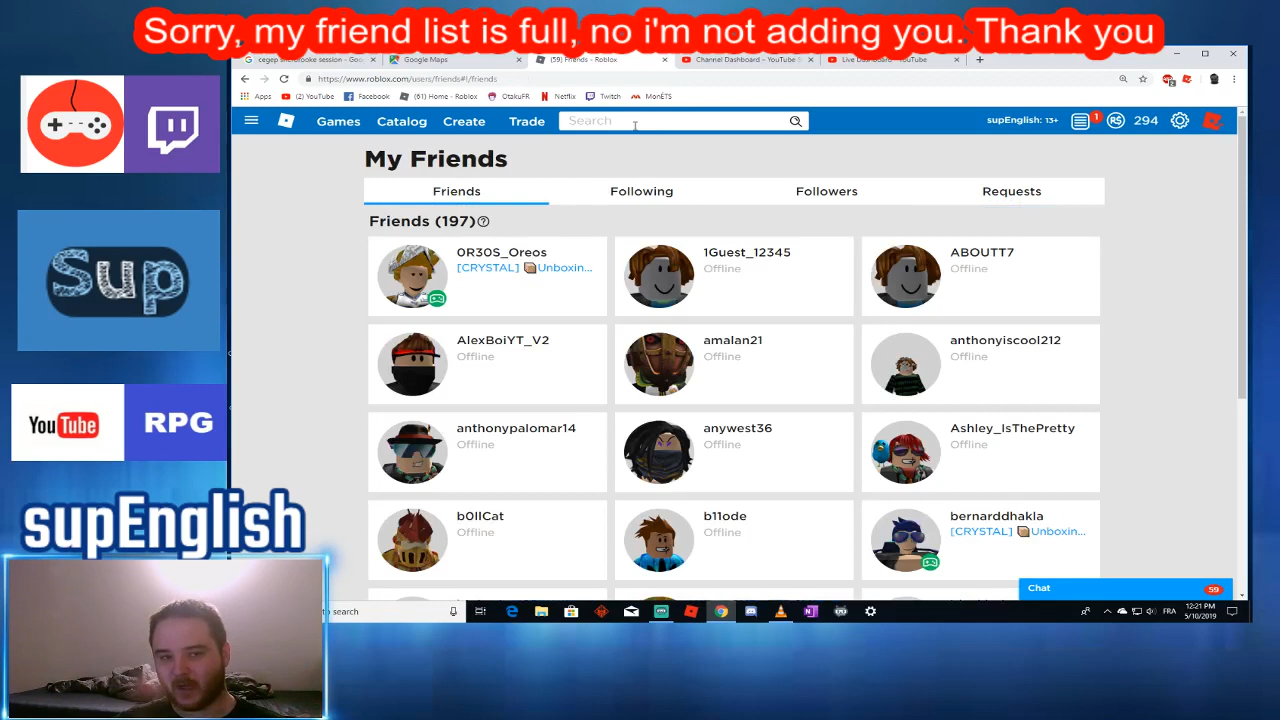 Sorry, my friend list is full, no i'm not adding you. Thank you
Google Maps
(59) Friends - Roblox
Channel Dashboard - YouTube
https://www.roblox.com/users/friends#!/friends
Apps
(2) YouTube
Facebook
(61) Home - Roblox
OtakuFR
Netflix
Twitch
MonÉTS
Games
Catalog
Create
Trade
Search
supEnglish: 13+
1
294
My Friends
Friends
Following
Followers
Requests
Friends (197)
0R30S_Oreos
[CRYSTAL] Unboxin...
1Guest_12345
Offline
ABOUTT7
Offline
AlexBoiYT_V2
Offline
amalan21
Offline
anthonyiscool212
Offline
anthonypalomar14
Offline
anywest36
Offline
Ashley_IsThePretty
Offline
b0llCat
Offline
b11ode
Offline
bernarddhakla
[CRYSTAL] Unboxin...
Chat
59
to search
FRA
12:21 PM
5/10/2019
Sup
YouTube
RPG
supEnglish